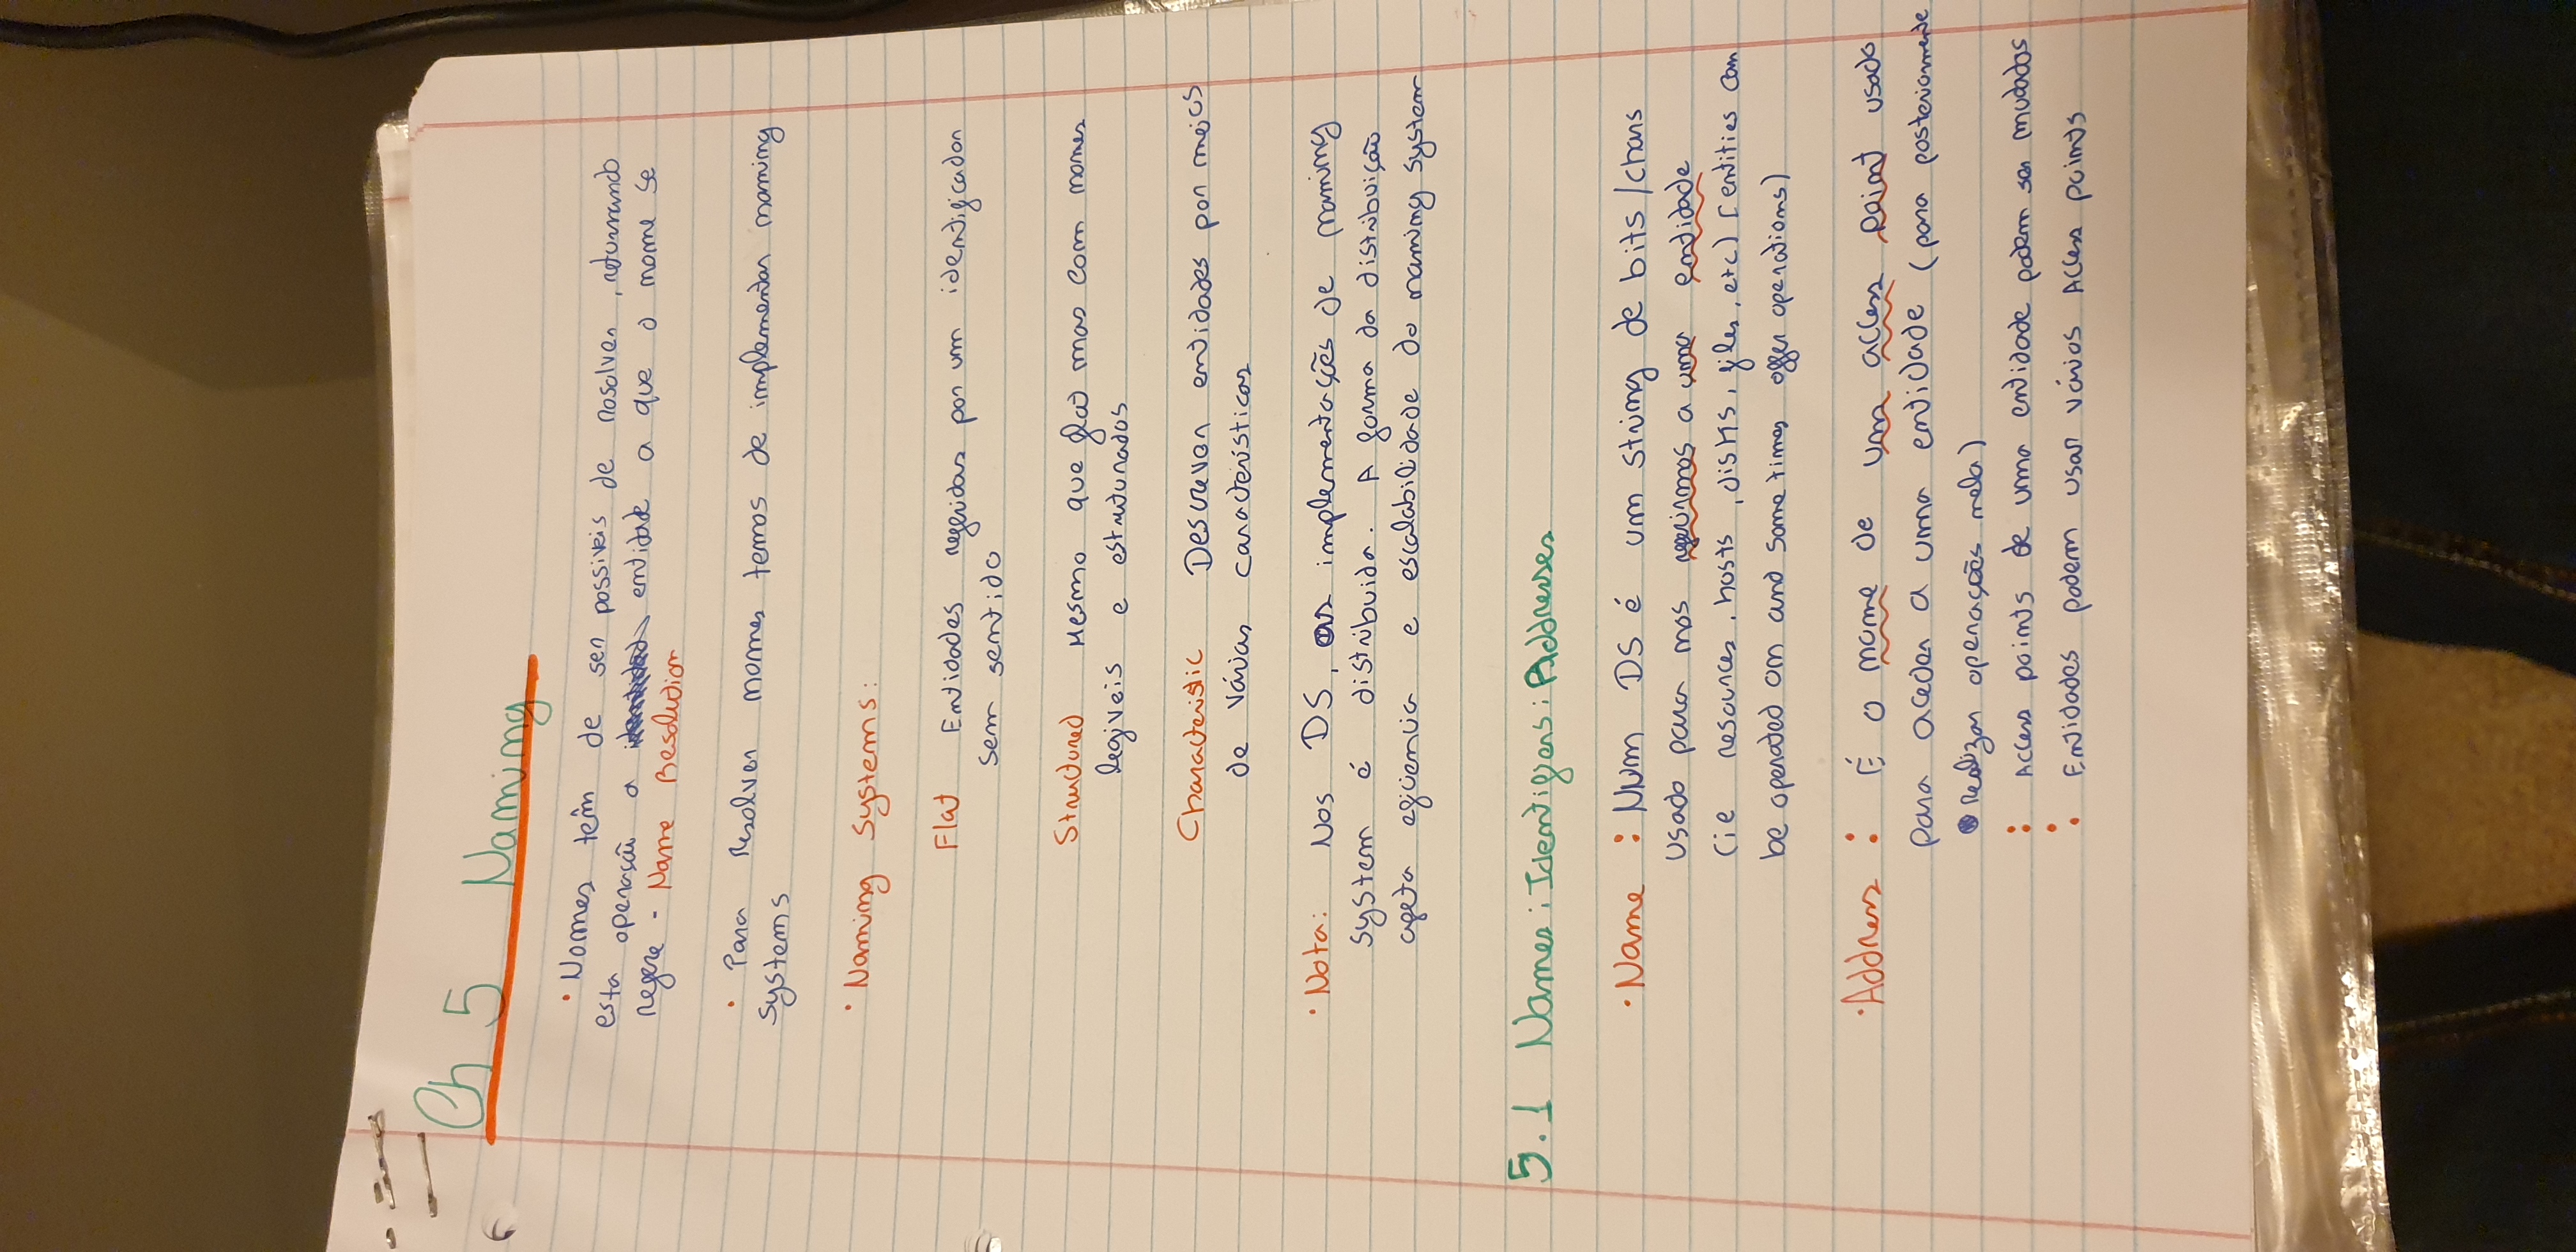 Ch 5 Naming
• Nomes têm de ser possiveis de resolver, returnando
esta operação a entidade a que o nome se
refere - Name Resolution
• Para resolver nomes temos de implementar naming
systems
• Naming Systems:
Flat Entidades referidas por um identificador
sem sentido
Structured Mesmo que flat mas com nomes
legiveis e estruturados
Characteristic Descrever entidades por meios
de várias características
• Nota: Nos DS, as implementações de naming
system é distribuida. A forma da distribuição
afeta eficiencia e escalabilidade do naming system
5.1 Names; Identifiers; Addresses
• Name : Num DS é um string de bits/chars
usado para nos referirmos a uma entidade
(ie resources, hosts, disks, files, etc) [entities can
be operated on and sometimes offer operations)
• Address : É o nome de um access point usado
para aceder a uma entidade (para posteriormente
realizar operações nela)
: Access points de uma entidade podem ser mudados
: Entidades podem usar vários Access points